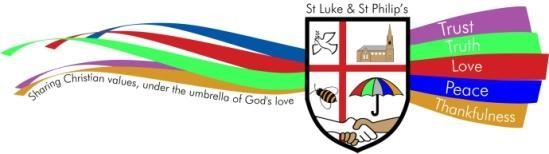 St Luke & St Philip's
Trust
Truth
Love
Peace
Thankfulness
Sharing Christian values, under the umbrella of God's love